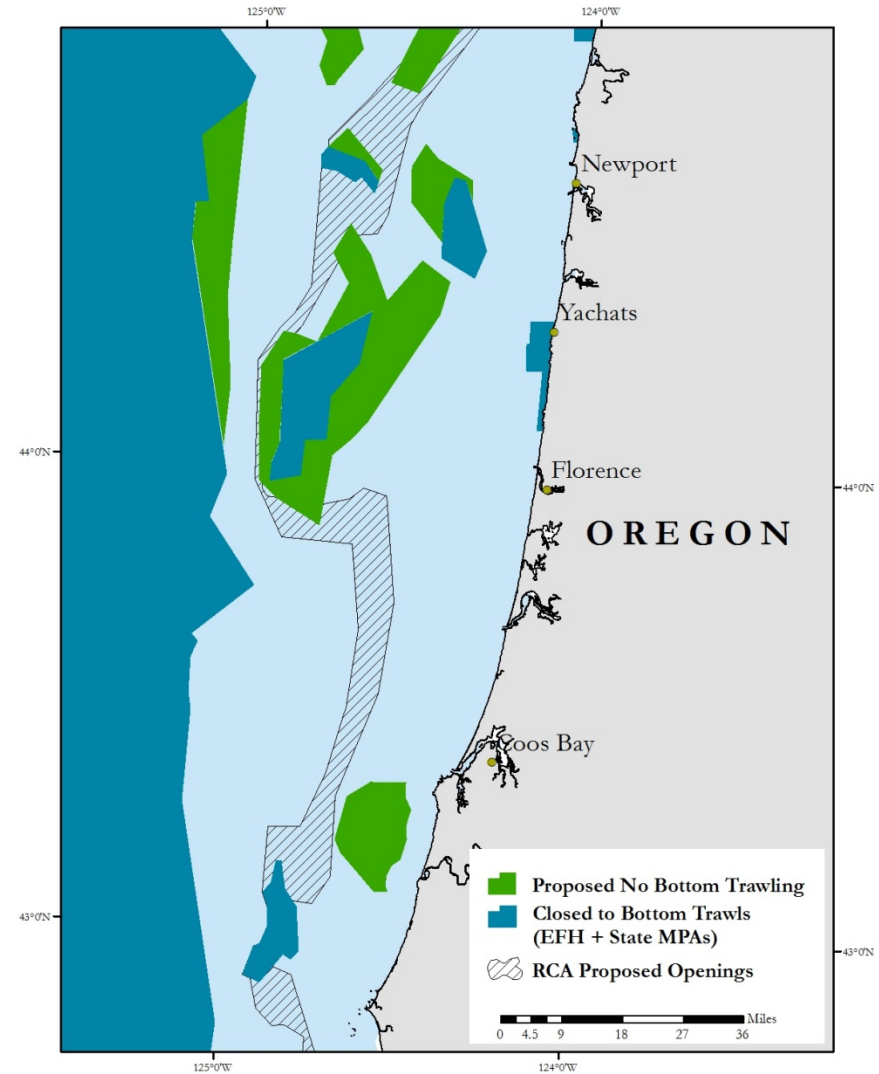 125°0'W 124°0'W
Newport
Yachats
44°0'N
Florence
44°0'N
OREGON
Coos Bay
Proposed No Bottom Trawling
43°0'N
Closed to Bottom Trawls
(EFH + State MPAs)
43°0'N
RCA Proposed Openings
Miles
0 4.5 9 18 27 36
125°0'W 124°0'W